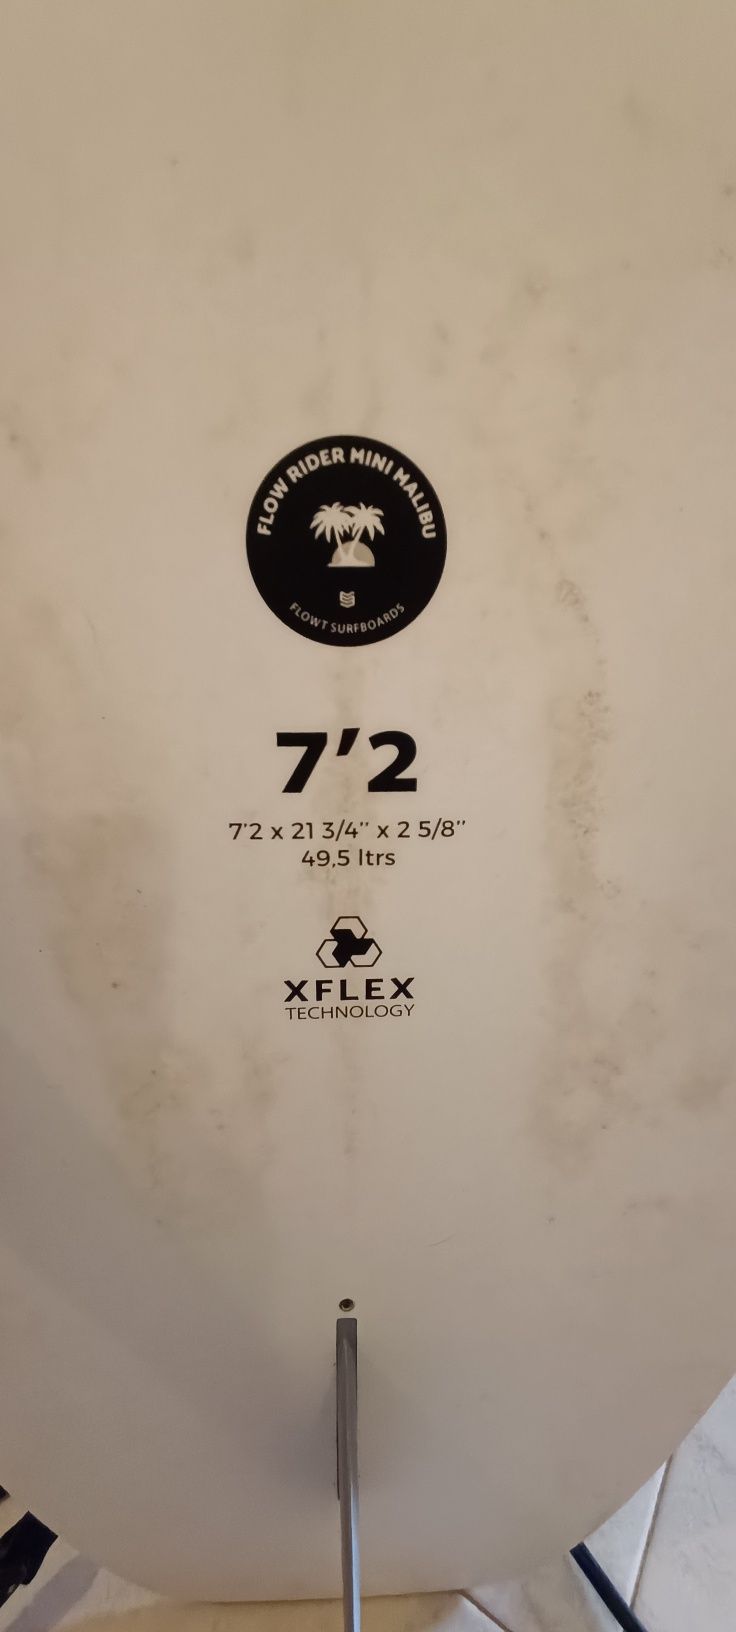 FLOW RIDER MINI MALIBU
FLOWT SURFBOARDS
7'2
7'2 x 21 3/4'' x 2 5/8''
49,5 ltrs
XFLEX
TECHNOLOGY